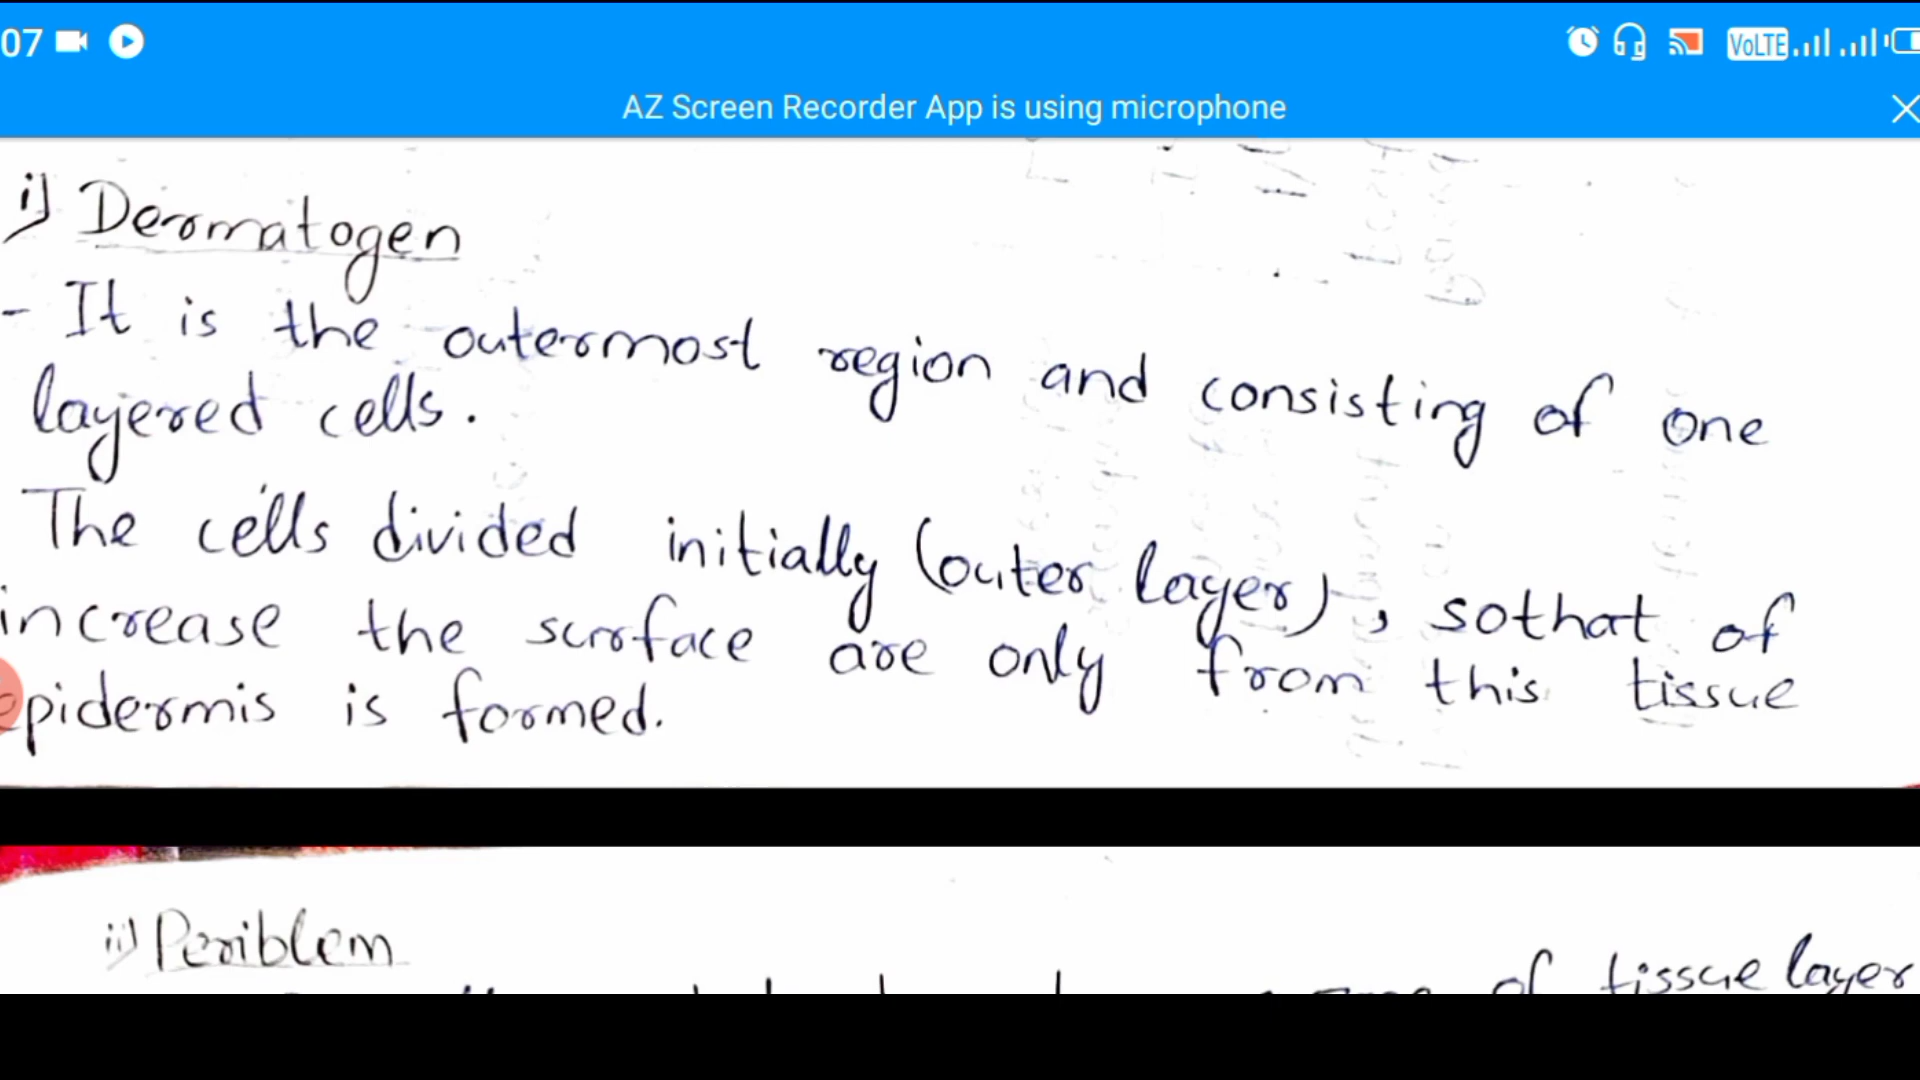 07
VoLTE
AZ Screen Recorder App is using microphone
i) Dermatogen
- It is the outermost region and consisting of one
layered cells.
The cells divided initially (outer layer), sothat of
increase the surface are only from this tissue
epidermis is formed.
ii) Periblem
of tissue layer